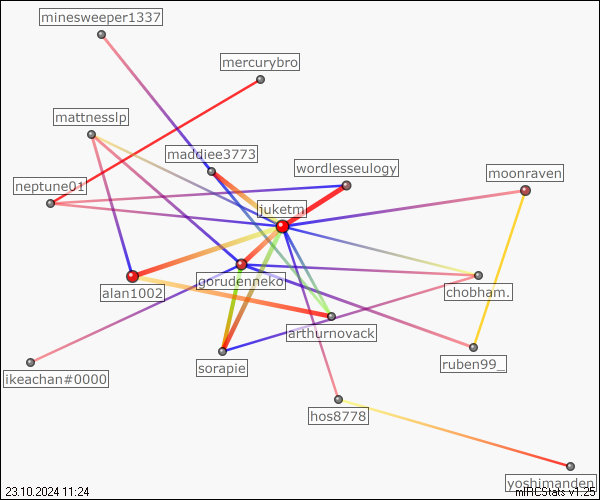 minesweeper1337
mercurybro
mattnesslp
maddiee3773
wordlesseulogy
moonraven
neptune01
juketm
gorudenneko
alan1002
chobham.
arthurnovack
ruben99_
sorapie
ikeachan#0000
hos8778
yoshimanden
23.10.2024 11:24
mIRCStats v1.25